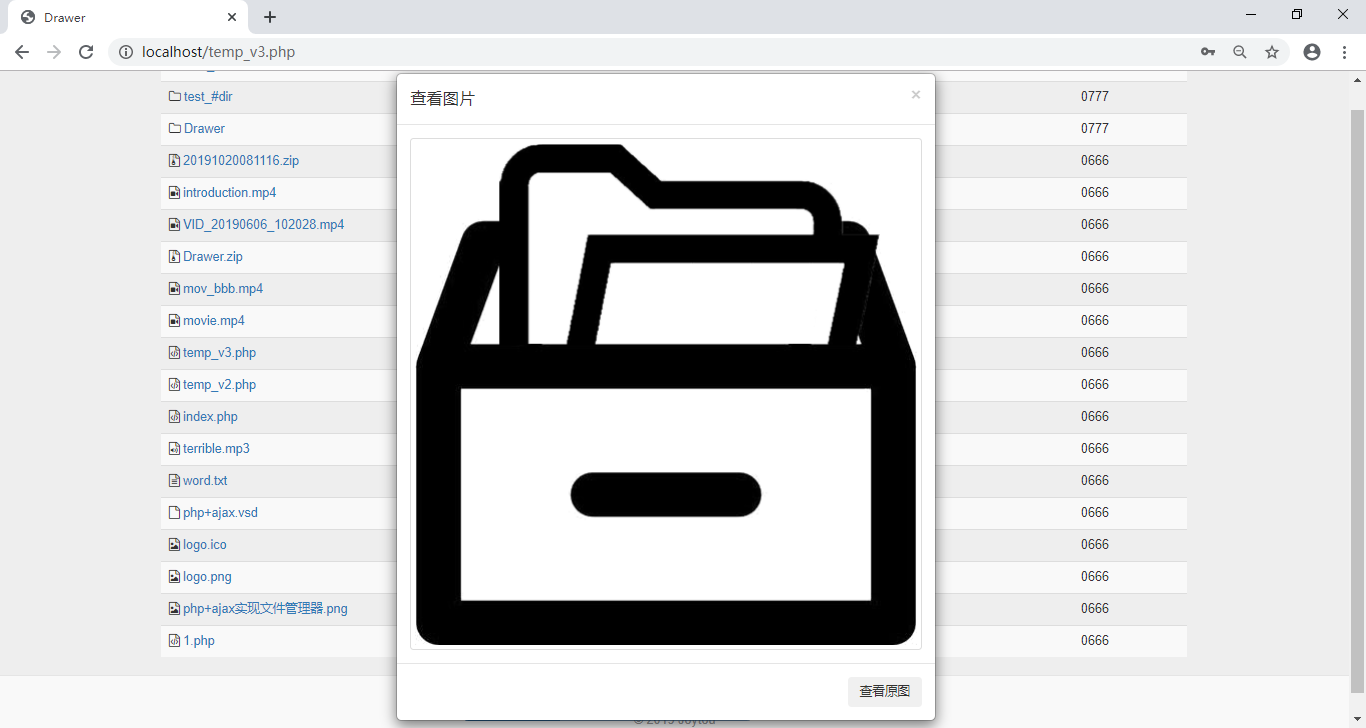 Drawer
localhost/temp_v3.php
查看图片 ×
test_#dir 0777
Drawer 0777
20191020081116.zip 0666
introduction.mp4 0666
VID_20190606_102028.mp4 0666
Drawer.zip 0666
mov_bbb.mp4 0666
movie.mp4 0666
temp_v3.php 0666
temp_v2.php 0666
index.php 0666
terrible.mp3 0666
word.txt 0666
php+ajax.vsd 0666
logo.ico 0666
logo.png 0666
php+ajax实现文件管理器.png 0666
1.php 0666
查看原图
© 2019